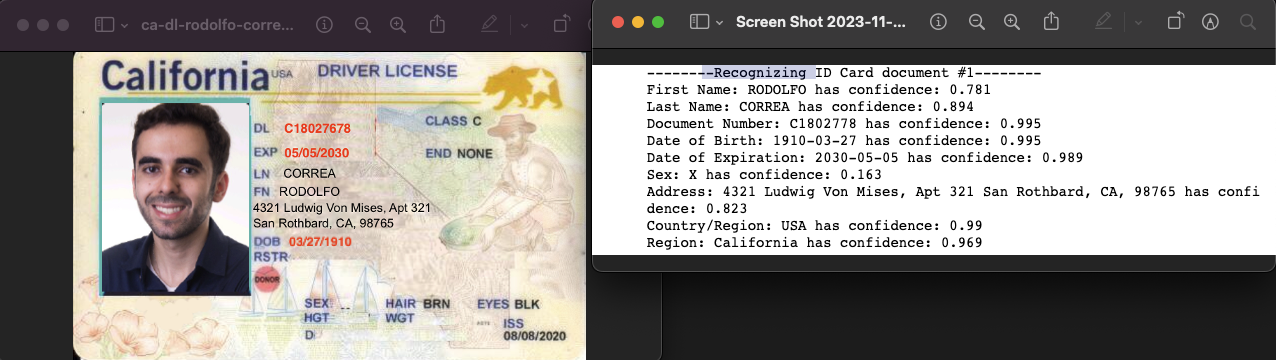 ca-dl-rodolfo-corre...
California USA DRIVER LICENSE
DL C18027678
CLASS C
EXP 05/05/2030
END NONE
LN CORREA
FN RODOLFO
4321 Ludwig Von Mises, Apt 321
San Rothbard, CA, 98765
DOB 03/27/1910
RSTR
DONOR
SEX
HAIR BRN
EYES BLK
HGT
WGT
ISS
08/08/2020
Screen Shot 2023-11-...
--------Recognizing ID Card document #1--------
First Name: RODOLFO has confidence: 0.781
Last Name: CORREA has confidence: 0.894
Document Number: C1802778 has confidence: 0.995
Date of Birth: 1910-03-27 has confidence: 0.995
Date of Expiration: 2030-05-05 has confidence: 0.989
Sex: X has confidence: 0.163
Address: 4321 Ludwig Von Mises, Apt 321 San Rothbard, CA, 98765 has confi
dence: 0.823
Country/Region: USA has confidence: 0.99
Region: California has confidence: 0.969